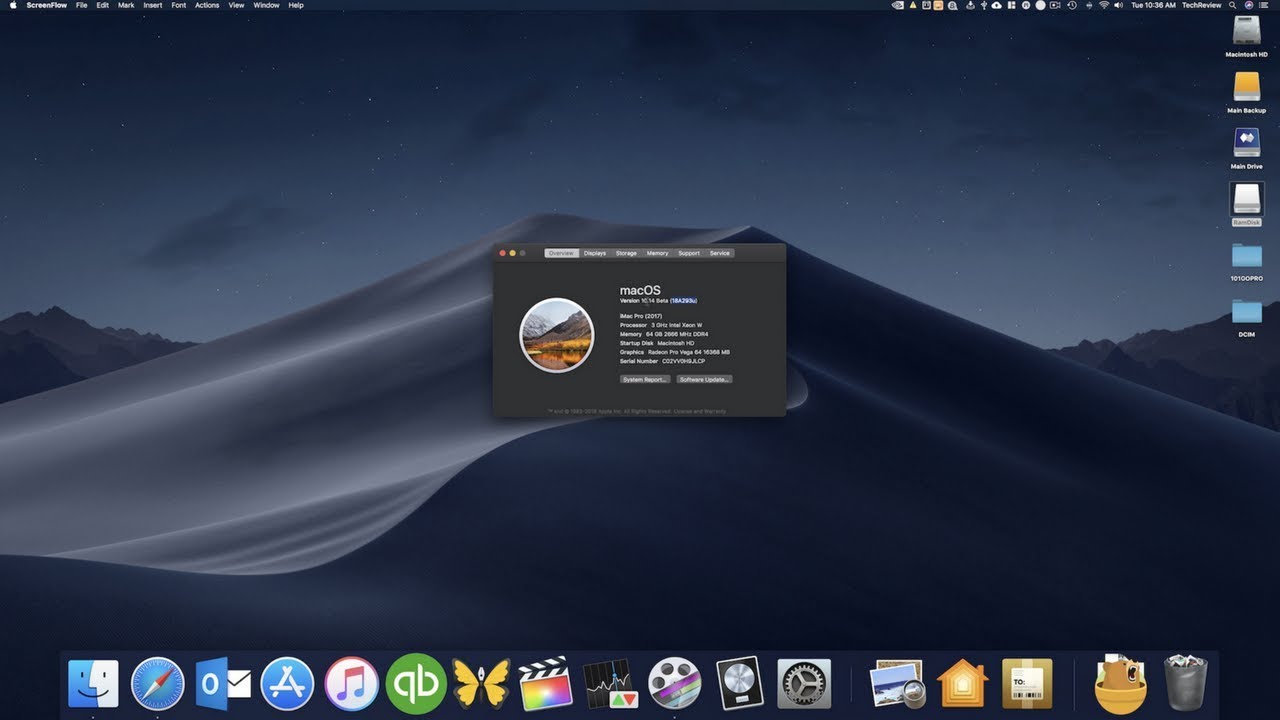 ScreenFlow File Edit Mark Insert Font Actions View Window Help Tue 10:36 AM TechReview
Macintosh HD
Main Backup
Main Drive
RamDisk
101GOPRO
DCIM
Overview Displays Storage Memory Support Service
macOS
Version 10.14 Beta (18A293u)
iMac Pro (2017)
Processor 3 GHz Intel Xeon W
Memory 64 GB 2666 MHz DDR4
Startup Disk Macintosh HD
Graphics Radeon Pro Vega 64 16368 MB
Serial Number C02VV0H9JLCP
System Report... Software Update...
™ and © 1983-2018 Apple Inc. All Rights Reserved. License and Warranty
qb
TO: